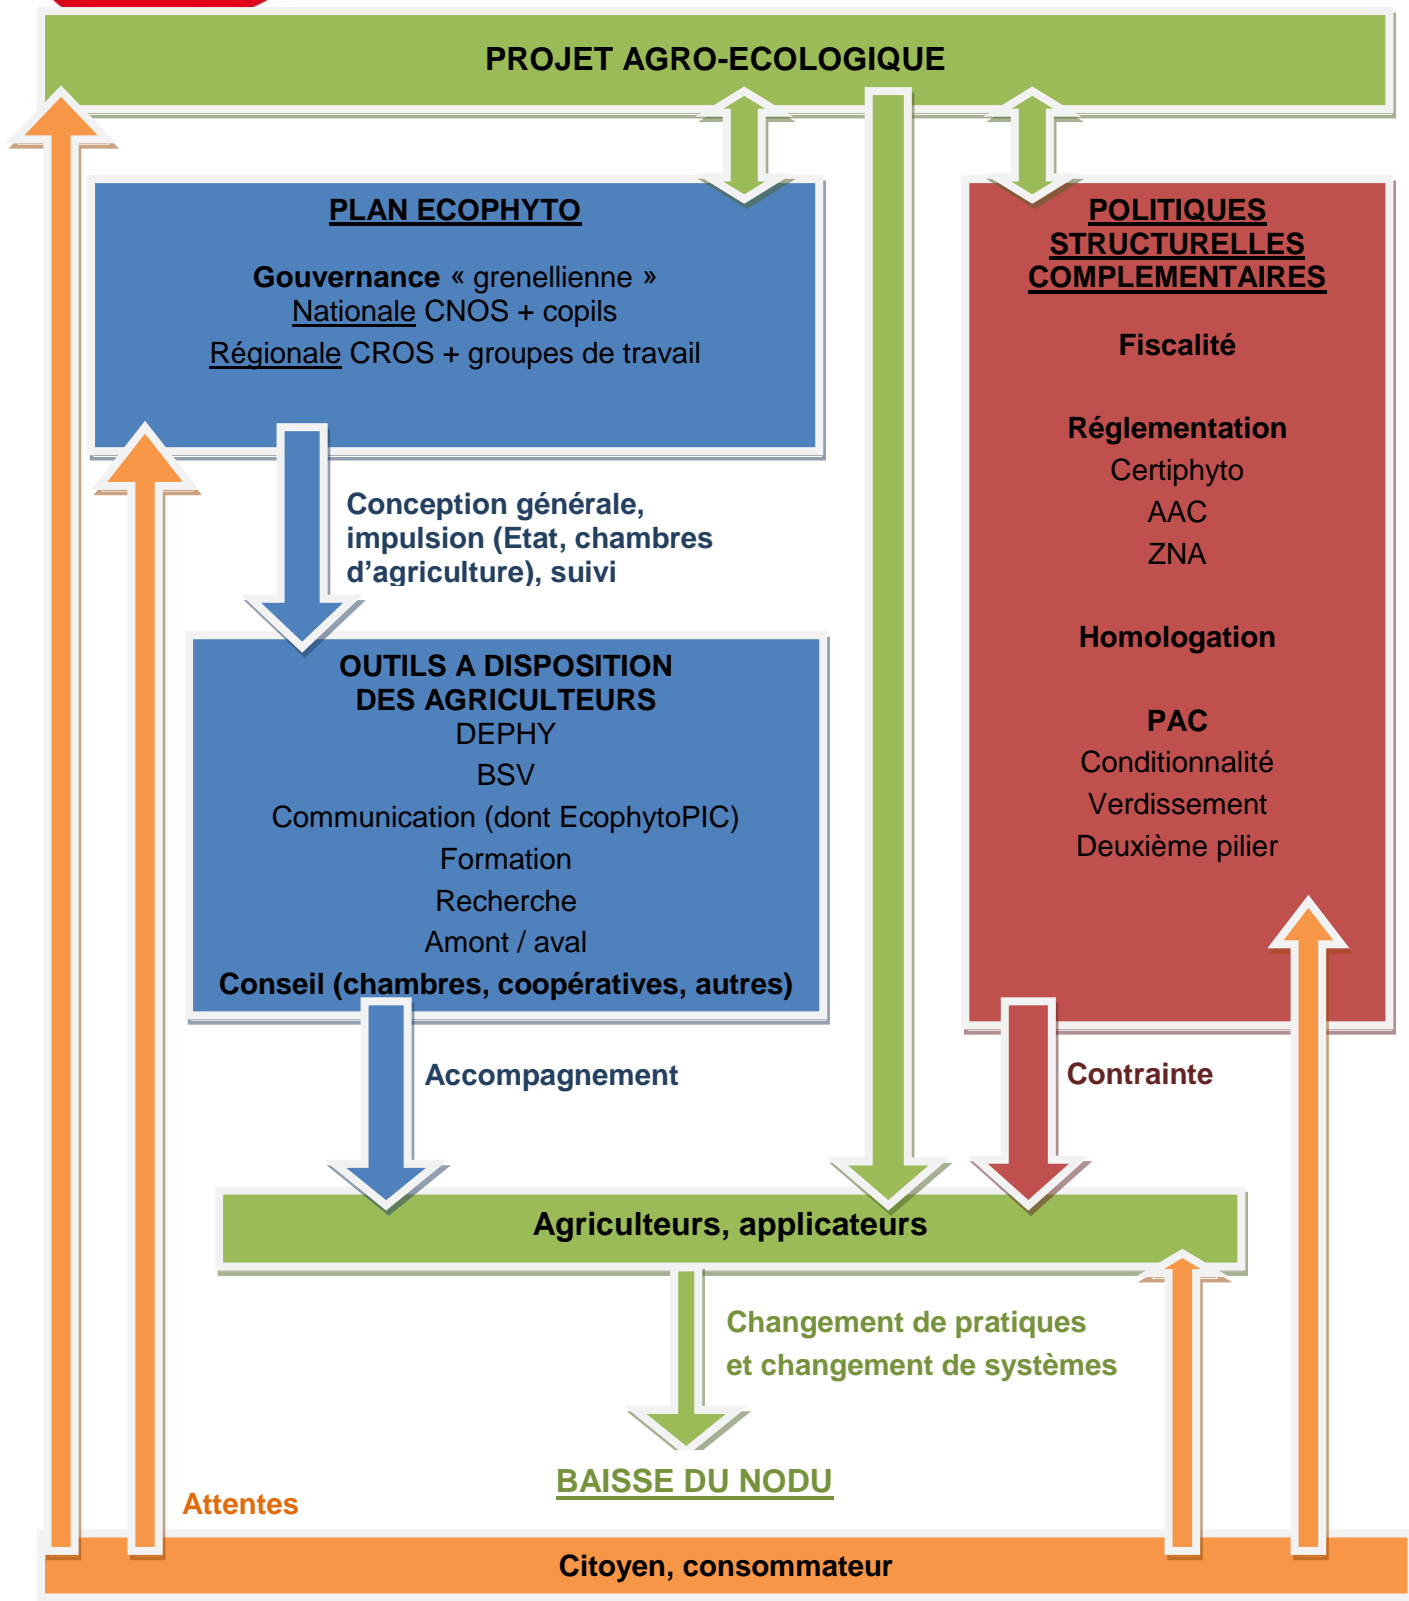 PROJET AGRO-ECOLOGIQUE
PLAN ECOPHYTO
Gouvernance « grenellienne »
Nationale CNOS + copils
Régionale CROS + groupes de travail
POLITIQUES
STRUCTURELLES
COMPLEMENTAIRES
Fiscalité
Réglementation
Certiphyto
AAC
ZNA
Homologation
PAC
Conditionnalité
Verdissement
Deuxième pilier
Conception générale,
impulsion (Etat, chambres
d'agriculture), suivi
OUTILS A DISPOSITION
DES AGRICULTEURS
DEPHY
BSV
Communication (dont EcophytoPIC)
Formation
Recherche
Amont / aval
Conseil (chambres, coopératives, autres)
Accompagnement
Contrainte
Agriculteurs, applicateurs
Changement de pratiques
et changement de systèmes
BAISSE DU NODU
Attentes
Citoyen, consommateur